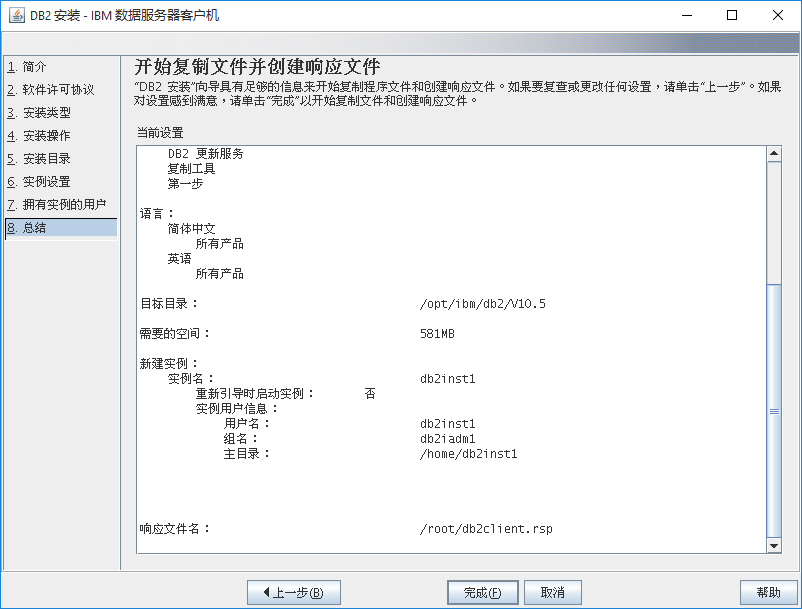 DB2 安装 - IBM 数据服务器客户机
1. 简介
2. 软件许可协议
3. 安装类型
4. 安装操作
5. 安装目录
6. 实例设置
7. 拥有实例的用户
8. 总结
开始复制文件并创建响应文件
“DB2 安装”向导具有足够的信息来开始复制程序文件和创建响应文件。如果要复查或更改任何设置，请单击“上一步”。如果
对设置感到满意，请单击“完成”以开始复制文件和创建响应文件。
当前设置
DB2 更新服务
复制工具
第一步
语言：
简体中文
所有产品
英语
所有产品
目标目录： /opt/ibm/db2/V10.5
需要的空间： 581MB
新建实例：
实例名： db2inst1
重新引导时启动实例： 否
实例用户信息：
用户名： db2inst1
组名： db2iadm1
主目录： /home/db2inst1
响应文件名： /root/db2client.rsp
上一步(B) 完成(F) 取消 帮助